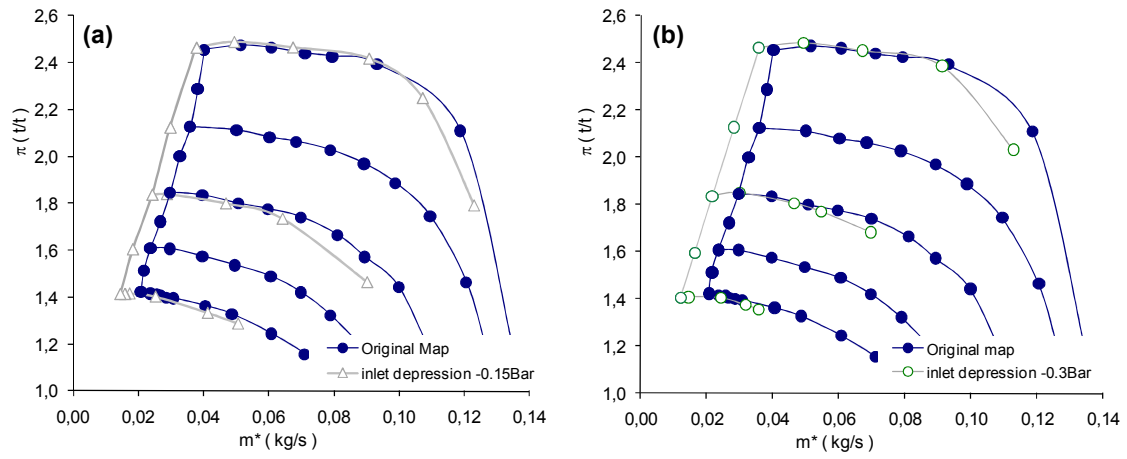 (a)
π ( t/t )
2,6
2,4
2,2
2,0
1,8
1,6
1,4
1,2
1,0
0,00 0,02 0,04 0,06 0,08 0,10 0,12 0,14
m* ( kg/s )
Original Map
inlet depression -0.15Bar
(b)
π ( t/t )
2,6
2,4
2,2
2,0
1,8
1,6
1,4
1,2
1,0
0,00 0,02 0,04 0,06 0,08 0,10 0,12 0,14
m* ( kg/s )
Original map
inlet depression -0.3Bar